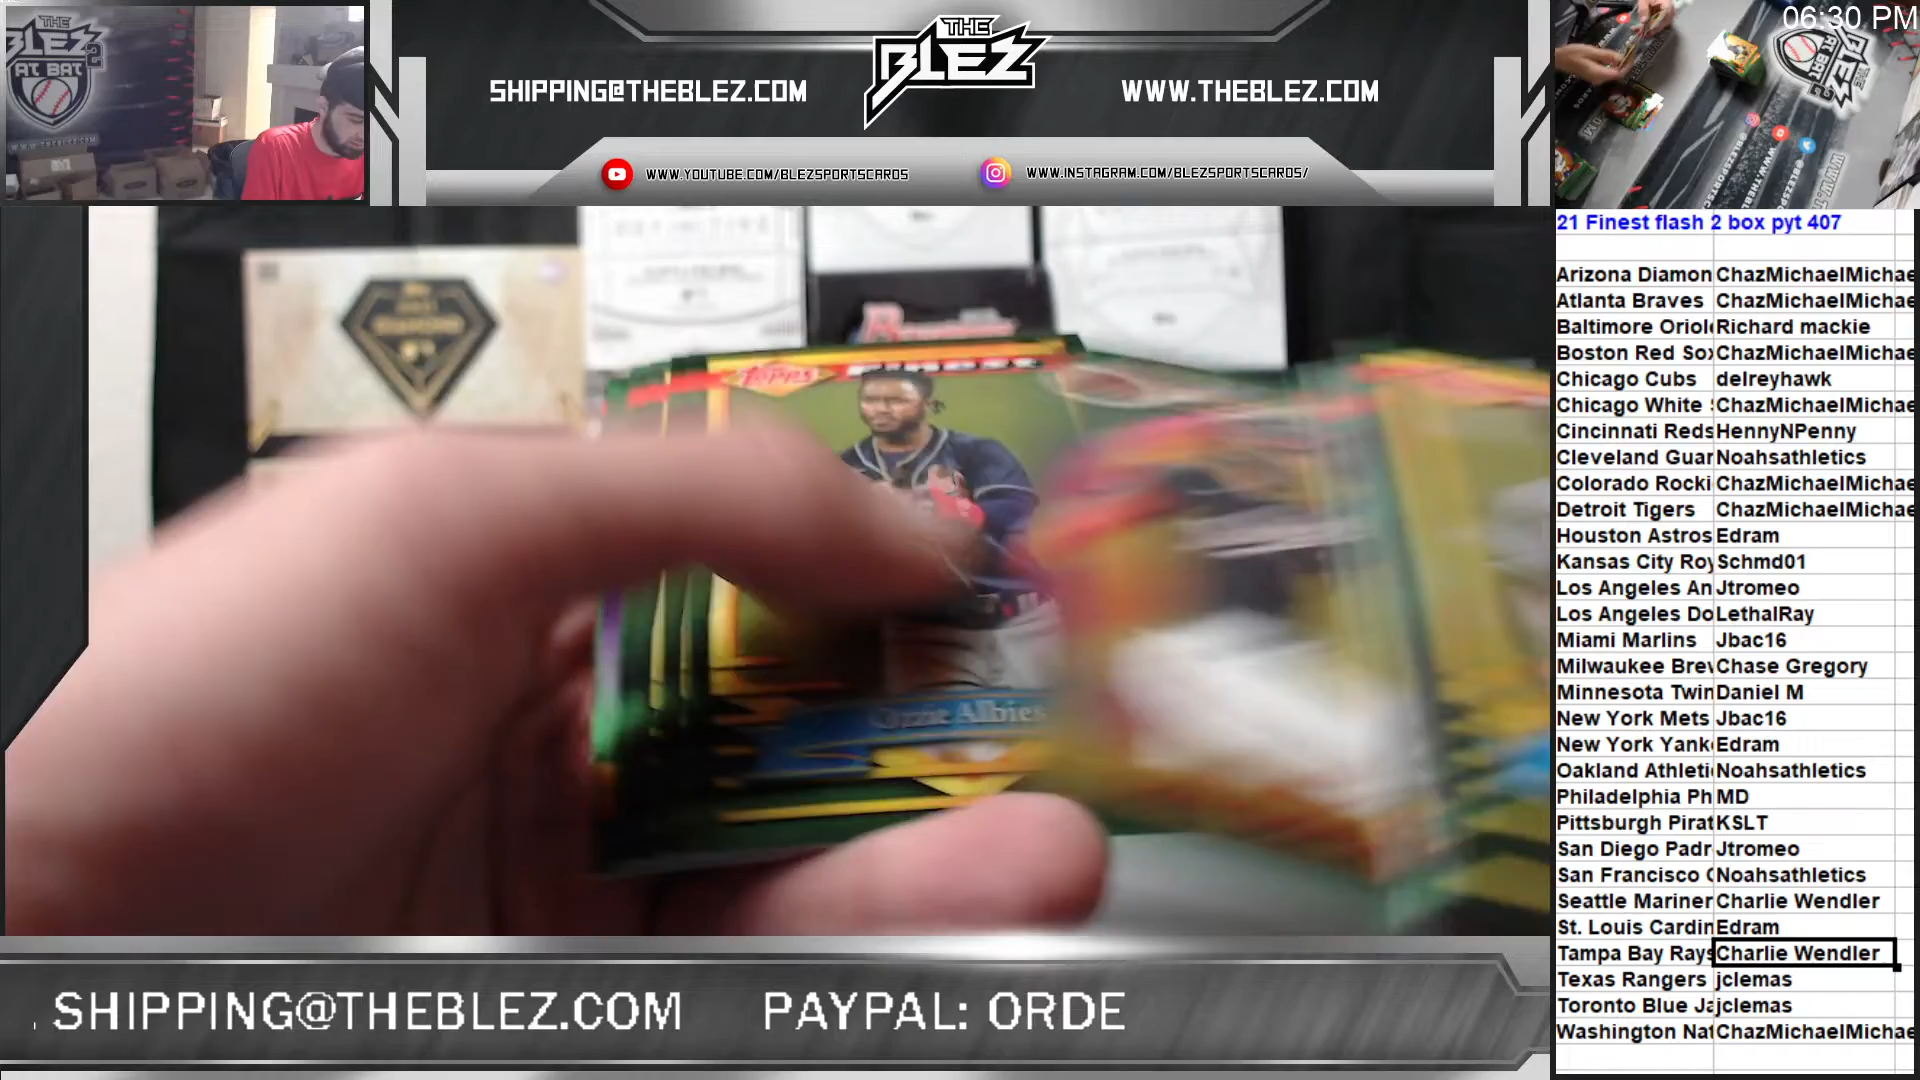 THE
BLEZ 2
AT BAT
SHIPPING@THEBLEZ.COM
THE
BLEZ
WWW.THEBLEZ.COM
WWW.YOUTUBE.COM/BLEZSPORTSCARDS
WWW.INSTAGRAM.COM/BLEZSPORTSCARDS/
06:30 PM
21 Finest flash 2 box pyt 407
Arizona Diamon ChazMichaelMichae
Atlanta Braves ChazMichaelMichae
Baltimore Oriol Richard mackie
Boston Red Sox ChazMichaelMichae
Chicago Cubs delreyhawk
Chicago White ChazMichaelMichae
Cincinnati Reds HennyNPenny
Cleveland Guar Noahsathletics
Colorado Rocki ChazMichaelMichae
Detroit Tigers ChazMichaelMichae
Houston Astros Edram
Kansas City Roy Schmd01
Los Angeles An Jtromeo
Los Angeles Do LethalRay
Miami Marlins Jbac16
Milwaukee Brew Chase Gregory
Minnesota Twin Daniel M
New York Mets Jbac16
New York Yank Edram
Oakland Athleti Noahsathletics
Philadelphia Ph MD
Pittsburgh Pirat KSLT
San Diego Padr Jtromeo
San Francisco Noahsathletics
Seattle Mariner Charlie Wendler
St. Louis Cardin Edram
Tampa Bay Rays Charlie Wendler
Texas Rangers jclemas
Toronto Blue Ja jclemas
Washington Nat ChazMichaelMichae
Topps Finest
Ozzie Albies
. SHIPPING@THEBLEZ.COM PAYPAL: ORDE